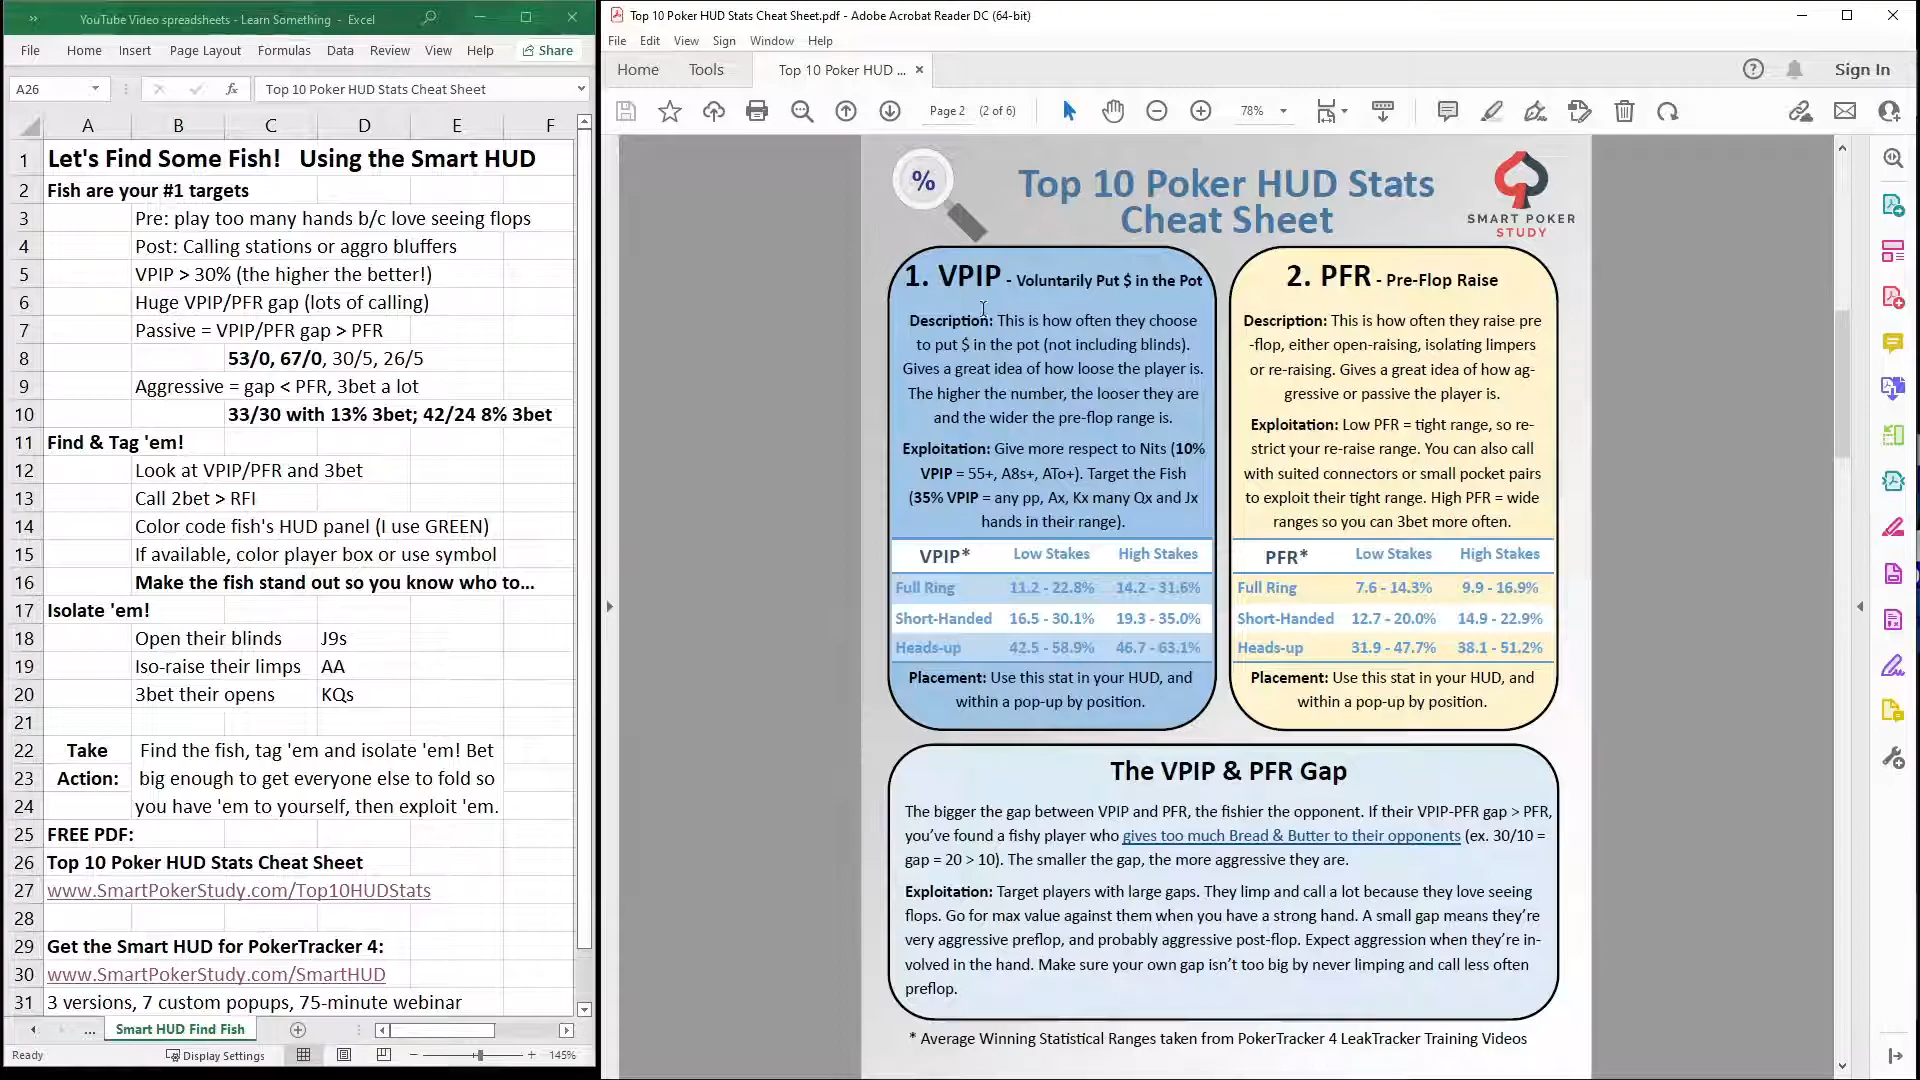 YouTube Video spreadsheets - Learn Something - Excel
File Home Insert Page Layout Formulas Data Review View Help Share
A26 fx Top 10 Poker HUD Stats Cheat Sheet
A B C D E F
1 Let's Find Some Fish! Using the Smart HUD
2 Fish are your #1 targets
3 Pre: play too many hands b/c love seeing flops
4 Post: Calling stations or aggro bluffers
5 VPIP > 30% (the higher the better!)
6 Huge VPIP/PFR gap (lots of calling)
7 Passive = VPIP/PFR gap > PFR
8 53/0, 67/0, 30/5, 26/5
9 Aggressive = gap < PFR, 3bet a lot
10 33/30 with 13% 3bet; 42/24 8% 3bet
11 Find & Tag 'em!
12 Look at VPIP/PFR and 3bet
13 Call 2bet > RFI
14 Color code fish's HUD panel (I use GREEN)
15 If available, color player box or use symbol
16 Make the fish stand out so you know who to...
17 Isolate 'em!
18 Open their blinds J9s
19 Iso-raise their limps AA
20 3bet their opens KQs
21
22 Take Find the fish, tag 'em and isolate 'em! Bet
23 Action: big enough to get everyone else to fold so
24 you have 'em to yourself, then exploit 'em.
25 FREE PDF:
26 Top 10 Poker HUD Stats Cheat Sheet
27 www.SmartPokerStudy.com/Top10HUDStats
28
29 Get the Smart HUD for PokerTracker 4:
30 www.SmartPokerStudy.com/SmartHUD
31 3 versions, 7 custom popups, 75-minute webinar
... Smart HUD Find Fish
Ready Display Settings 145%
Top 10 Poker HUD Stats Cheat Sheet.pdf - Adobe Acrobat Reader DC (64-bit)
File Edit View Sign Window Help
Home Tools Top 10 Poker HUD ... Sign In
Page 2 (2 of 6) 78%
%
Top 10 Poker HUD Stats
Cheat Sheet
SMART POKER
STUDY
1. VPIP - Voluntarily Put $ in the Pot
Description: This is how often they choose
to put $ in the pot (not including blinds).
Gives a great idea of how loose the player is.
The higher the number, the looser they are
and the wider the pre-flop range is.
Exploitation: Give more respect to Nits (10%
VPIP = 55+, A8s+, ATo+). Target the Fish
(35% VPIP = any pp, Ax, Kx many Qx and Jx
hands in their range).
VPIP* Low Stakes High Stakes
Full Ring 11.2 - 22.8% 14.2 - 31.6%
Short-Handed 16.5 - 30.1% 19.3 - 35.0%
Heads-up 42.5 - 58.9% 46.7 - 63.1%
Placement: Use this stat in your HUD, and
within a pop-up by position.
2. PFR - Pre-Flop Raise
Description: This is how often they raise pre
-flop, either open-raising, isolating limpers
or re-raising. Gives a great idea of how ag-
gressive or passive the player is.
Exploitation: Low PFR = tight range, so re-
strict your re-raise range. You can also call
with suited connectors or small pocket pairs
to exploit their tight range. High PFR = wide
ranges so you can 3bet more often.
PFR* Low Stakes High Stakes
Full Ring 7.6 - 14.3% 9.9 - 16.9%
Short-Handed 12.7 - 20.0% 14.9 - 22.9%
Heads-up 31.9 - 47.7% 38.1 - 51.2%
Placement: Use this stat in your HUD, and
within a pop-up by position.
The VPIP & PFR Gap
The bigger the gap between VPIP and PFR, the fishier the opponent. If their VPIP-PFR gap > PFR,
you've found a fishy player who gives too much Bread & Butter to their opponents (ex. 30/10 =
gap = 20 > 10). The smaller the gap, the more aggressive they are.
Exploitation: Target players with large gaps. They limp and call a lot because they love seeing
flops. Go for max value against them when you have a strong hand. A small gap means they're
very aggressive preflop, and probably aggressive post-flop. Expect aggression when they're in-
volved in the hand. Make sure your own gap isn't too big by never limping and call less often
preflop.
* Average Winning Statistical Ranges taken from PokerTracker 4 LeakTracker Training Videos